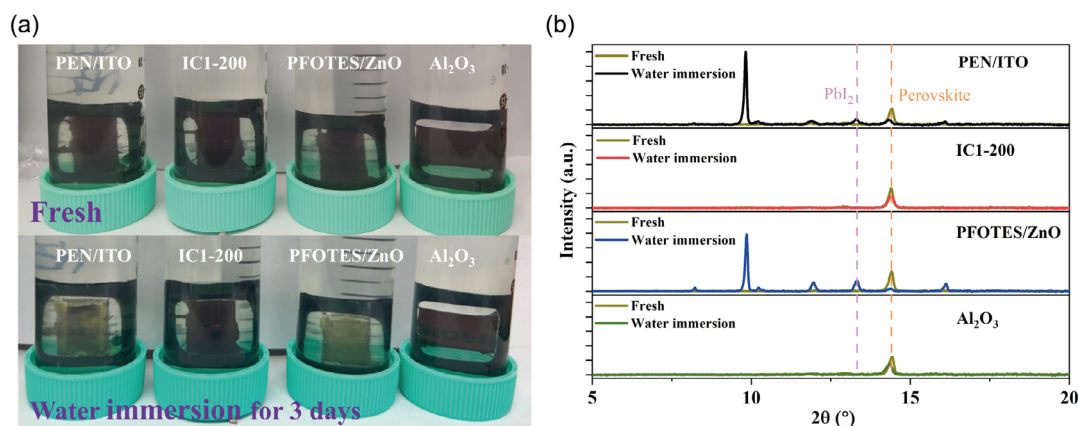 (a)
PEN/ITO IC1-200 PFOTES/ZnO Al₂O₃
Fresh
PEN/ITO IC1-200 PFOTES/ZnO Al₂O₃
Water immersion for 3 days
(b)
Fresh
Water immersion
PEN/ITO
PbI₂
Perovskite
Fresh
Water immersion
IC1-200
Fresh
Water immersion
PFOTES/ZnO
Fresh
Water immersion
Al₂O₃
Intensity (a.u.)
5 10 15 20
2θ (°)